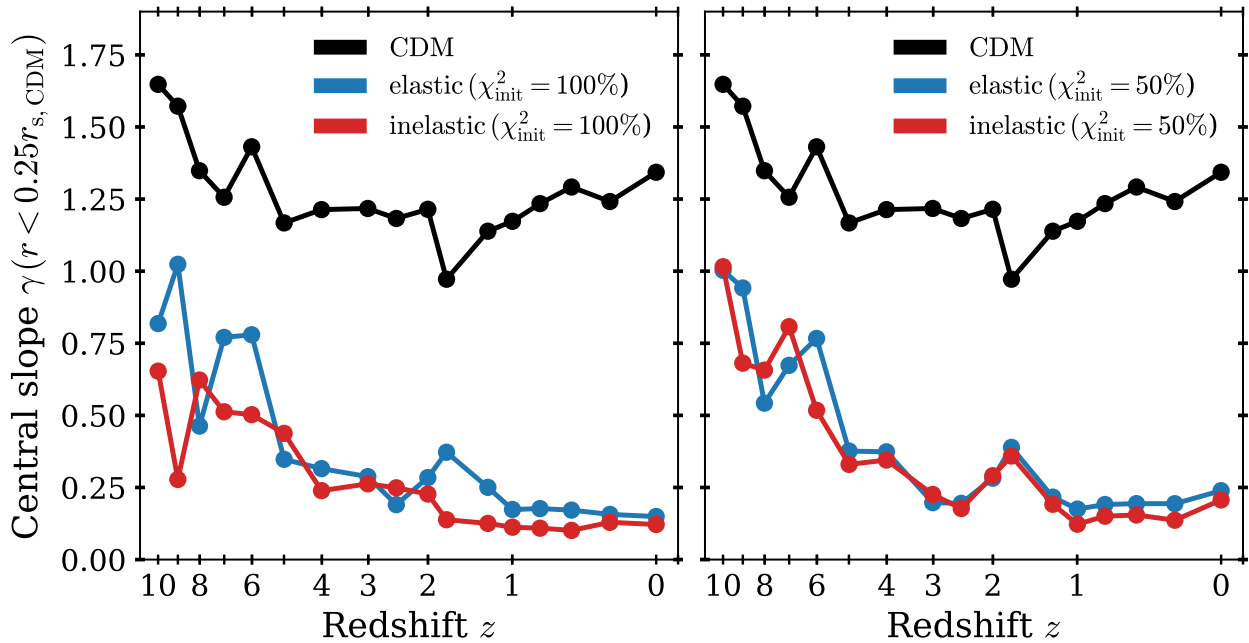 Central slope γ (r < 0.25r_s, CDM)
1.75
1.50
1.25
1.00
0.75
0.50
0.25
0.00
CDM
elastic (χ²_init = 100%)
inelastic (χ²_init = 100%)
10 8 6 4 3 2 1 0
Redshift z
CDM
elastic (χ²_init = 50%)
inelastic (χ²_init = 50%)
10 8 6 4 3 2 1 0
Redshift z